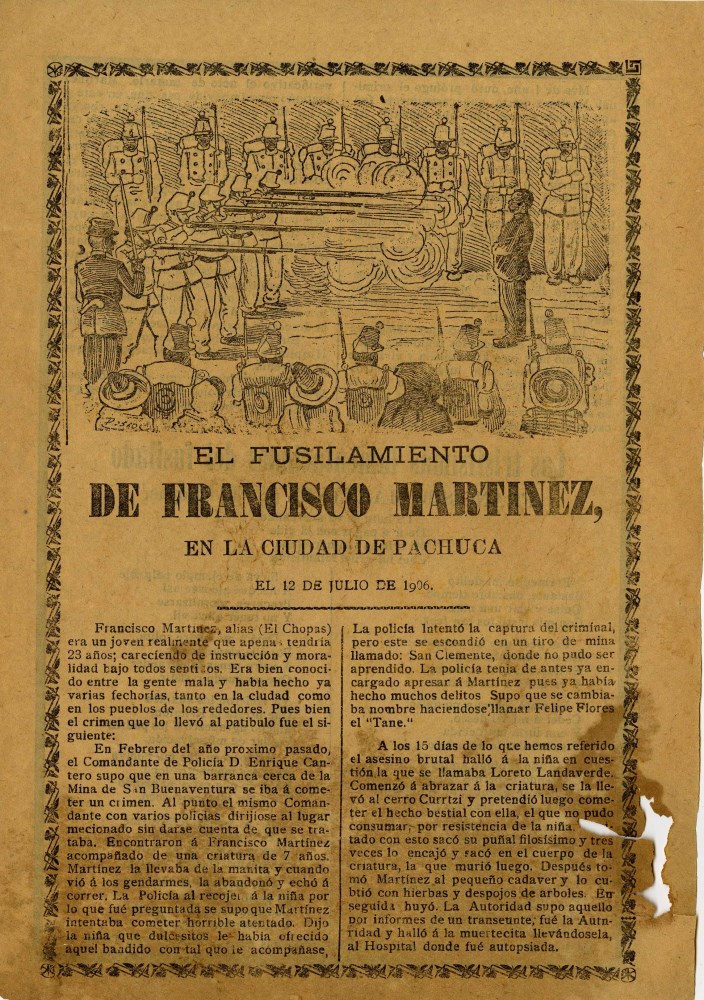 EL FUSILAMIENTO
DE FRANCISCO MARTINEZ,
EN LA CIUDAD DE PACHUCA
EL 12 DE JULIO DE 1906.
Francisco Martinez, alias (El Chopas)
era un joven realmente que apenas tendria
23 años; careciendo de instrucción y mora-
lidad bajo todos sentidos. Era bien conoci-
do entre la gente mala y habia hecho ya
varias fechorias, tanto en la ciudad como
en los pueblos de los rededores. Pues bien
el crimen que lo llevó al patíbulo fue el si-
guiente:
En Febrero del año proximo pasado,
el Comandante de Policía D. Enrique Can-
tero supo que en una barranca cerca de la
Mina de San Buenaventura se iba á come-
ter un crimen. Al punto el mismo Coman-
dante con varios policias dirijiose al lugar
mecionado sin darse cuenta de que se tra-
taba. Encontraron á Francisco Martínez
acompañado de una criatura de 7 años.
Martínez la llevaba de la manita y cuando
vió á los gendarmes, la abandonó y echó á
correr. La Policía al recojer á la niña por
lo que fué preguntada se supo que Martínez
intentaba cometer horrible atentado. Dijo
la niña que dulcesitos le habia ofrecido
aquel bandido con tal que le acompañase,
La policía Intentó la captura del criminal,
pero este se escondió en un tiro de mina
llamado: San Clemente, donde no pudo ser
aprendido. La policía tenia de antes ya en-
cargado apresar á Martínez pues ya había
hecho muchos delitos Supo que se cambia-
ba nombre haciendose llamar Felipe Flores
el "Tane."
A los 15 días de lo que hemos referido
el asesino brutal halló á la niña en cues-
tión la que se llamaba Loreto Landaverde.
Comenzó á abrazar á la criatura, se la lle-
vó al cerro Currtzi y pretendió luego come-
ter el hecho bestial con ella, el que no pudo
consumar, por resistencia de la niña.
tado con esto sacó su puñal filosísimo y tres
veces lo encajó y sacó en el cuerpo de la
criatura, la que murió luego. Después to-
mó Martínez al pequeño cadaver y lo cu-
btió con hierbas y despojos de arboles. En
seguida huyó. La Autoridad supo aquello
por informes de un transeunte, fué la Autn-
ridad y halló á la muertecita llevándosela,
al Hospital donde fué autopsiada.